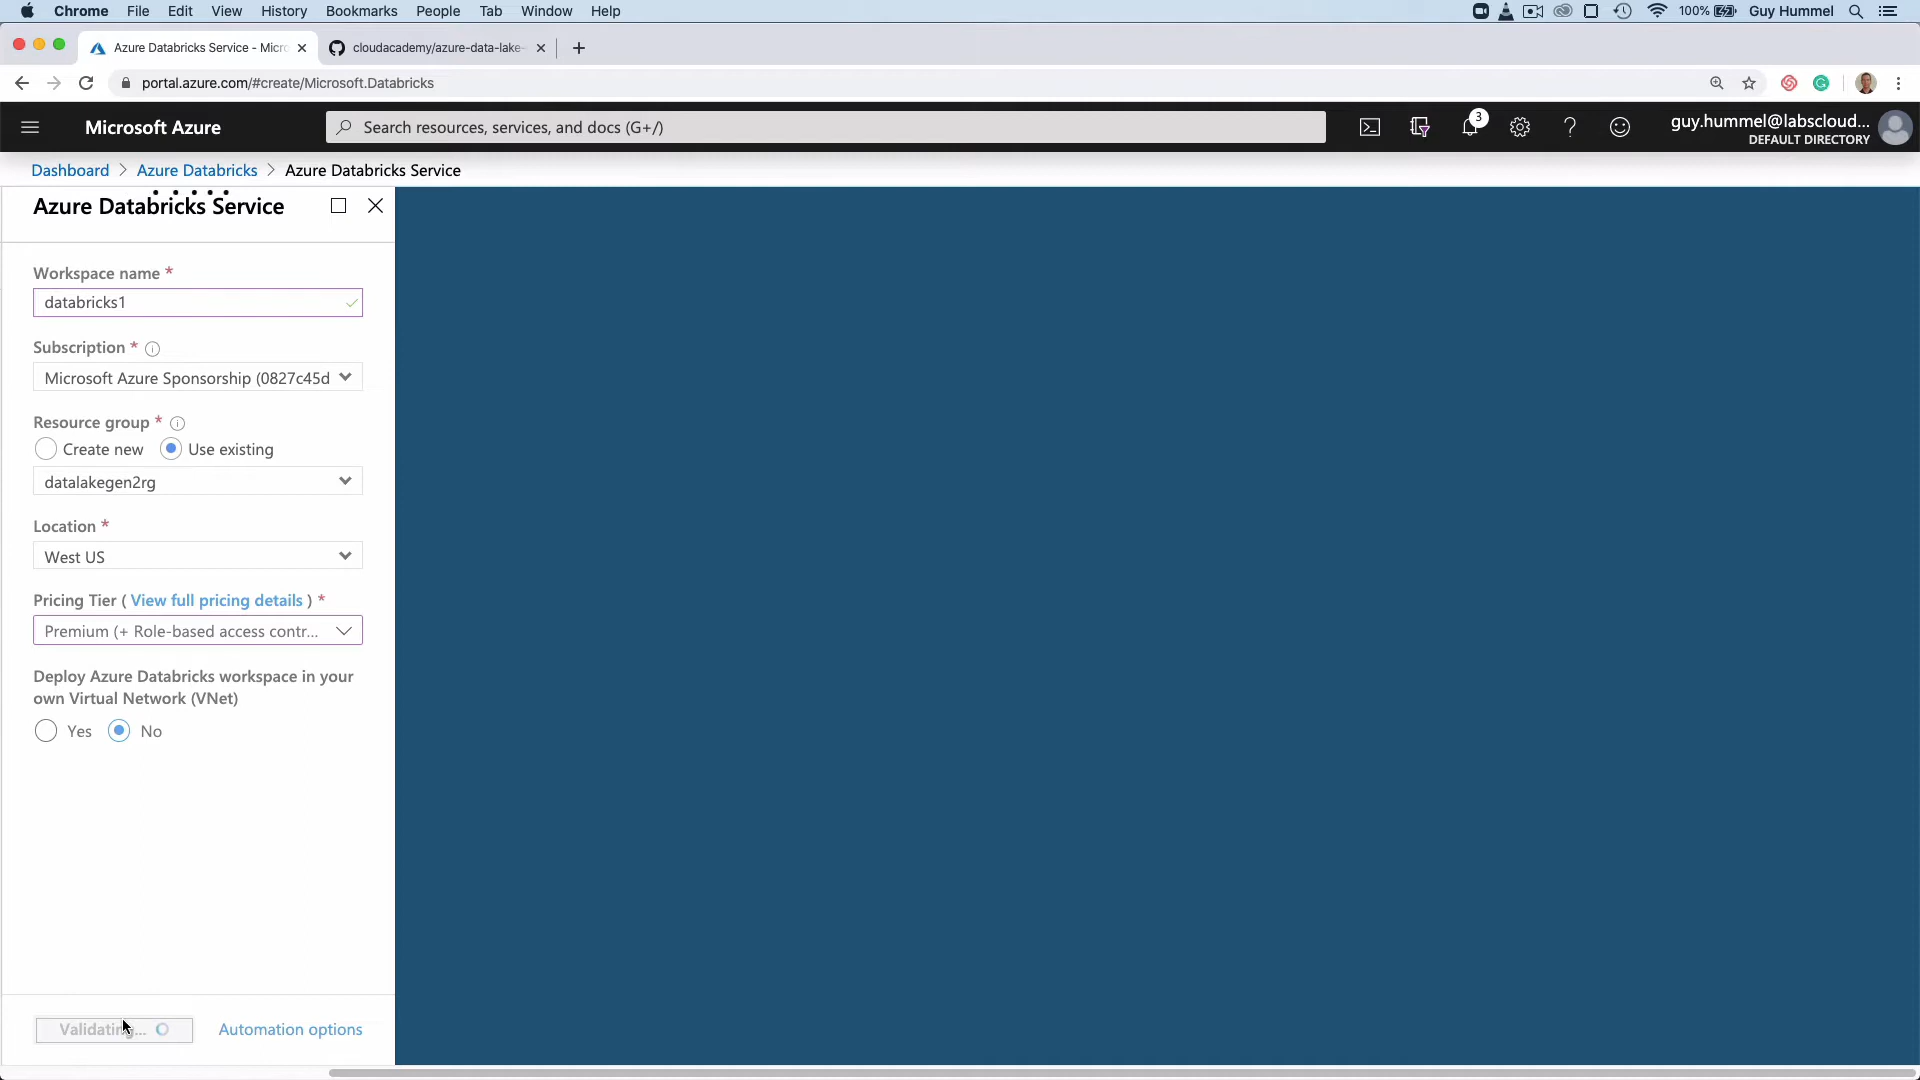 Chrome File Edit View History Bookmarks People Tab Window Help 100% Guy Hummel
Azure Databricks Service - Micro
cloudacademy/azure-data-lake-
portal.azure.com/#create/Microsoft.Databricks
Microsoft Azure
Search resources, services, and docs (G+/)
3
guy.hummel@labscloud...
DEFAULT DIRECTORY
Dashboard > Azure Databricks > Azure Databricks Service
Azure Databricks Service
Workspace name *
databricks1
Subscription *
Microsoft Azure Sponsorship (0827c45d
Resource group *
Create new Use existing
datalakegen2rg
Location *
West US
Pricing Tier ( View full pricing details ) *
Premium (+ Role-based access contr...
Deploy Azure Databricks workspace in your
own Virtual Network (VNet)
Yes No
Validating... Automation options